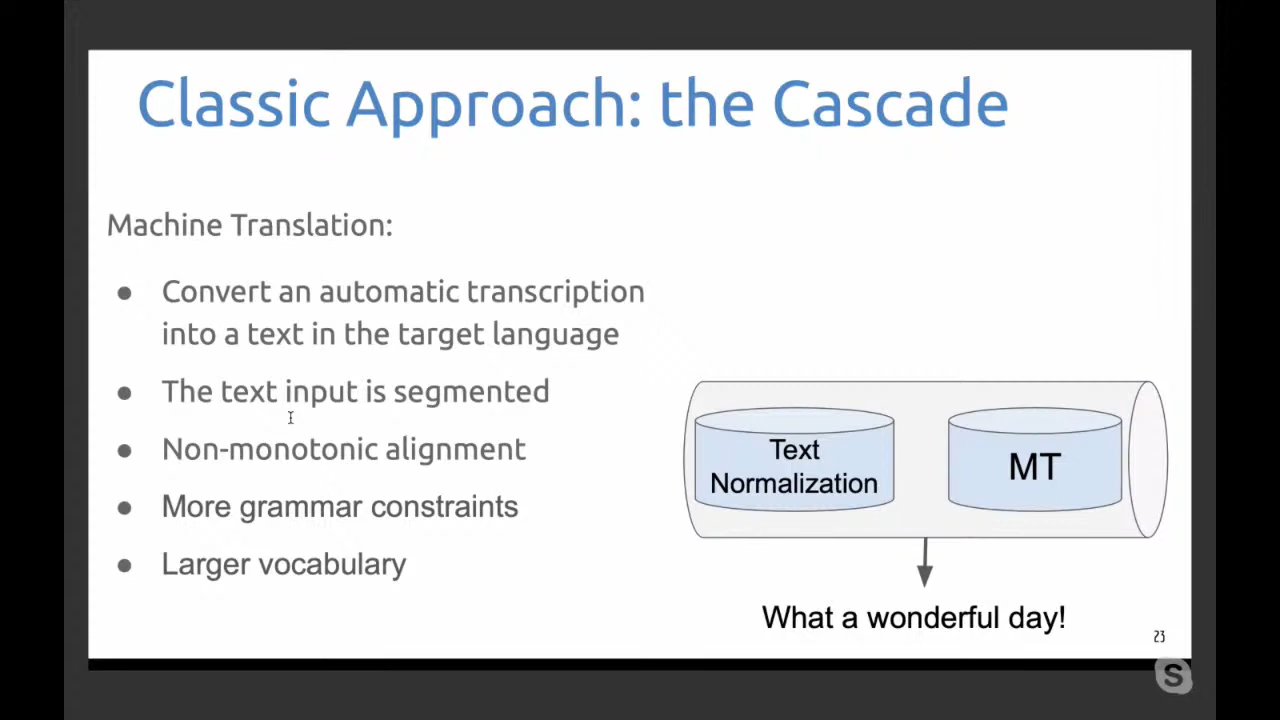 Classic Approach: the Cascade
Machine Translation:
● Convert an automatic transcription
into a text in the target language
● The text input is segmented
● Non-monotonic alignment
● More grammar constraints
● Larger vocabulary
Text
Normalization
MT
What a wonderful day!
23
S